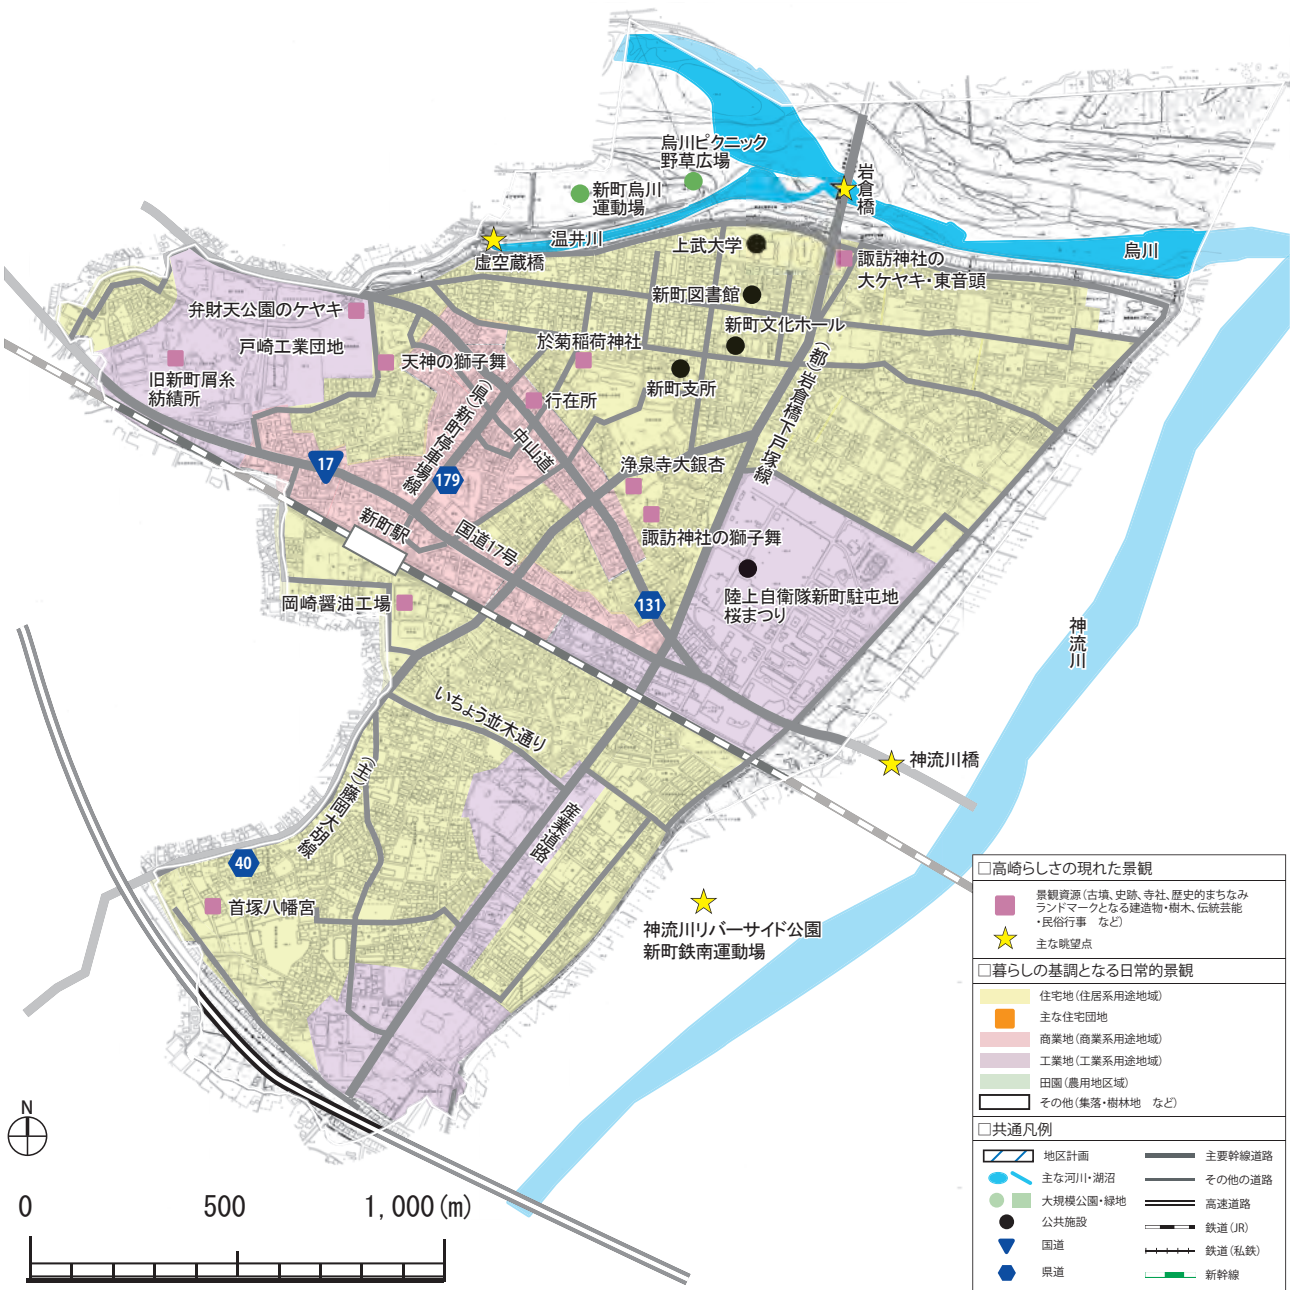 烏川ピクニック
野草広場
新町烏川
運動場
岩倉橋
温井川
虚空蔵橋
上武大学
烏川
諏訪神社の
大ケヤキ・東音頭
新町図書館
弁財天公園のケヤキ
新町文化ホール
戸崎工業団地
於菊稲荷神社
天神の獅子舞
旧新町屑糸
紡績所
新町支所
(県)新町停車場線
行在所
(都)岩倉橋下戸塚線
中山道
17
179
浄泉寺大銀杏
新町駅
国道17号
諏訪神社の獅子舞
陸上自衛隊新町駐屯地
桜まつり
岡崎醤油工場
131
神流川
いちょう並木通り
神流川橋
(主)藤岡大胡線
産業道路
40
首塚八幡宮
神流川リバーサイド公園
新町鉄南運動場
□高崎らしさの現れた景観
景観資源(古墳、史跡、寺社、歴史的まちなみ
ランドマークとなる建造物・樹木、伝統芸能
・民俗行事 など)
主な眺望点
□暮らしの基調となる日常的景観
住宅地(住居系用途地域)
主な住宅団地
商業地(商業系用途地域)
工業地(工業系用途地域)
田園(農用地区域)
その他(集落・樹林地 など)
□共通凡例
地区計画
主な河川・湖沼
大規模公園・緑地
公共施設
国道
県道
主要幹線道路
その他の道路
高速道路
鉄道(JR)
鉄道(私鉄)
新幹線
N
0 500 1,000(m)